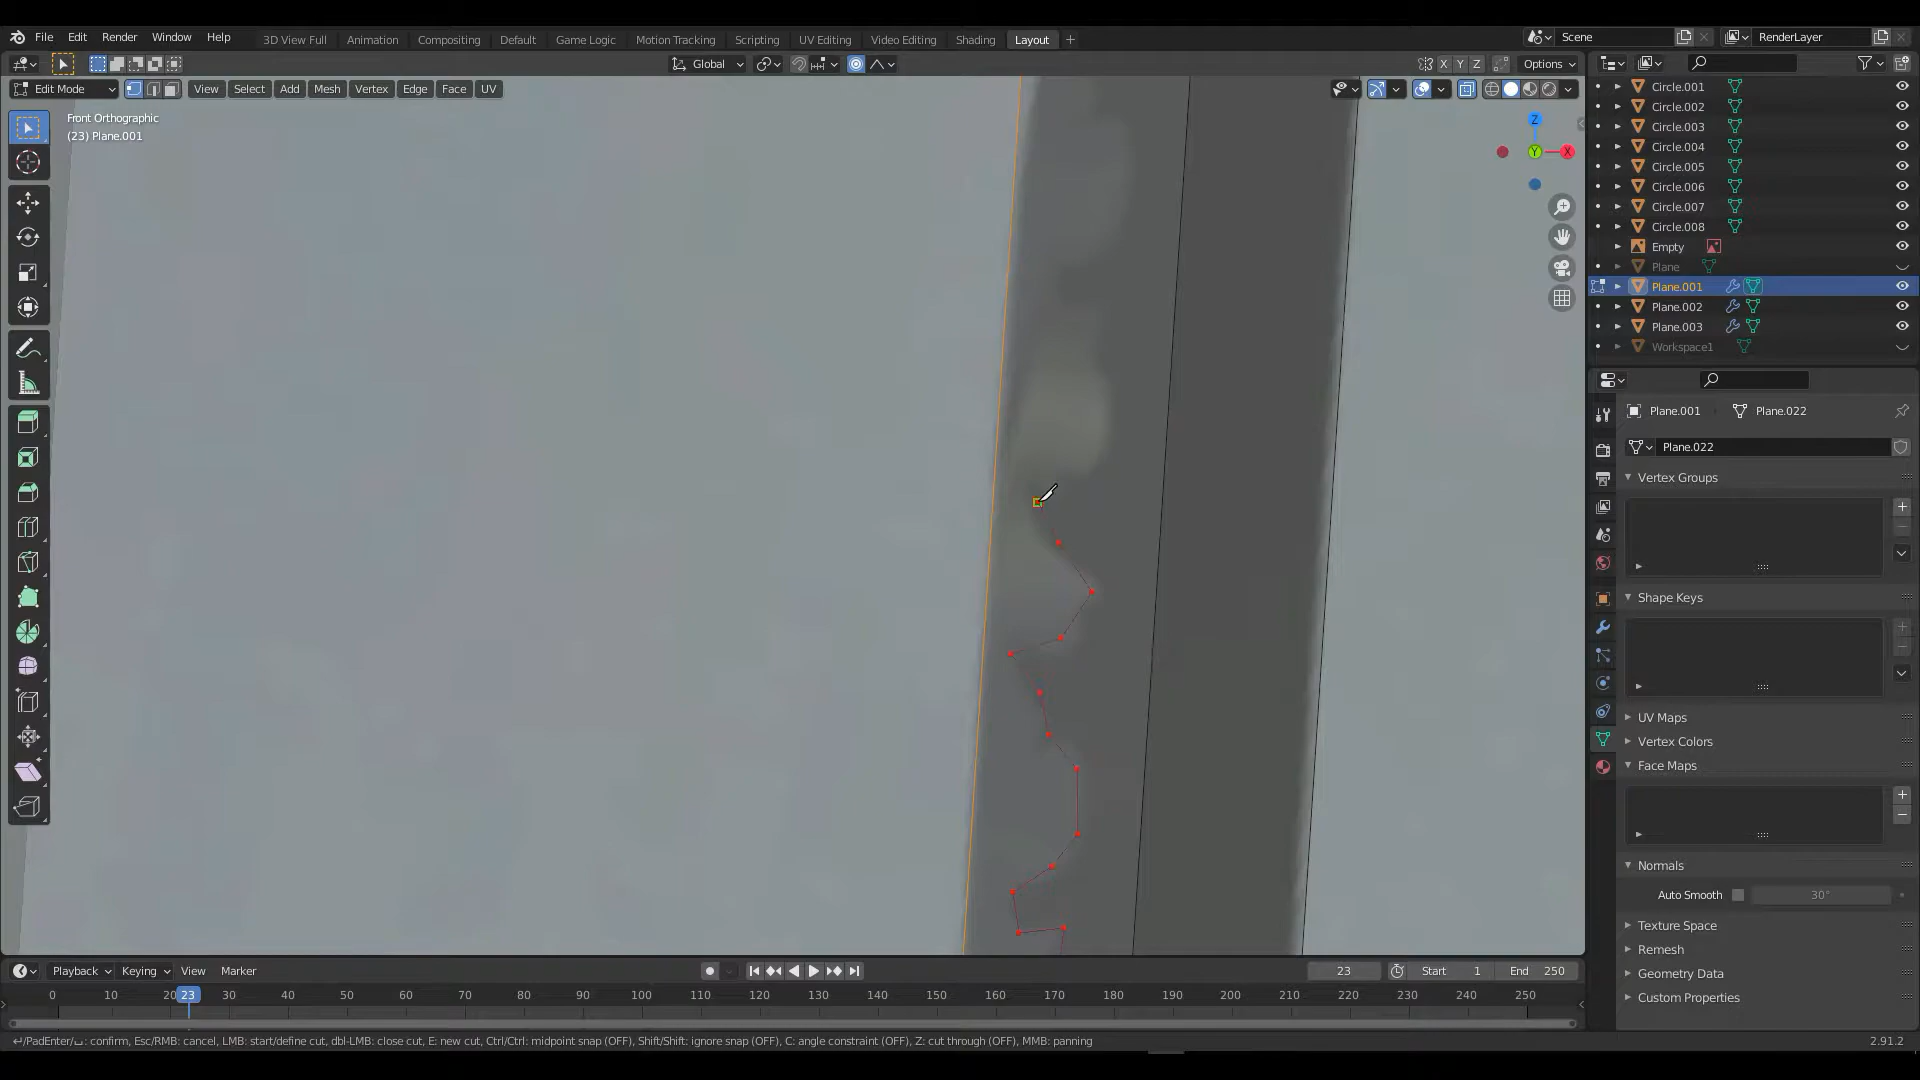 File Edit Render Window Help 3D View Full Animation Compositing Default Game Logic Motion Tracking Scripting UV Editing Video Editing Shading Layout Scene RenderLayer
Global X Y Z Options
Edit Mode View Select Add Mesh Vertex Edge Face UV
Front Orthographic
(23) Plane.001
Z
Y
X
Circle.001
Circle.002
Circle.003
Circle.004
Circle.005
Circle.006
Circle.007
Circle.008
Empty
Plane
Plane.001
Plane.002
Plane.003
Workspace1
Plane.001 Plane.022
Plane.022
Vertex Groups
Shape Keys
UV Maps
Vertex Colors
Face Maps
Normals
Auto Smooth 30°
Texture Space
Remesh
Geometry Data
Custom Properties
Playback Keying View Marker 23 Start 1 End 250
0 10 20 23 30 40 50 60 70 80 90 100 110 120 130 140 150 160 170 180 190 200 210 220 230 240 250
/PadEnter/: confirm, Esc/RMB: cancel, LMB: start/define cut, dbl-LMB: close cut, E: new cut, Ctrl/Ctrl: midpoint snap (OFF), Shift/Shift: ignore snap (OFF), C: angle constraint (OFF), Z: cut through (OFF), MMB: panning 2.91.2